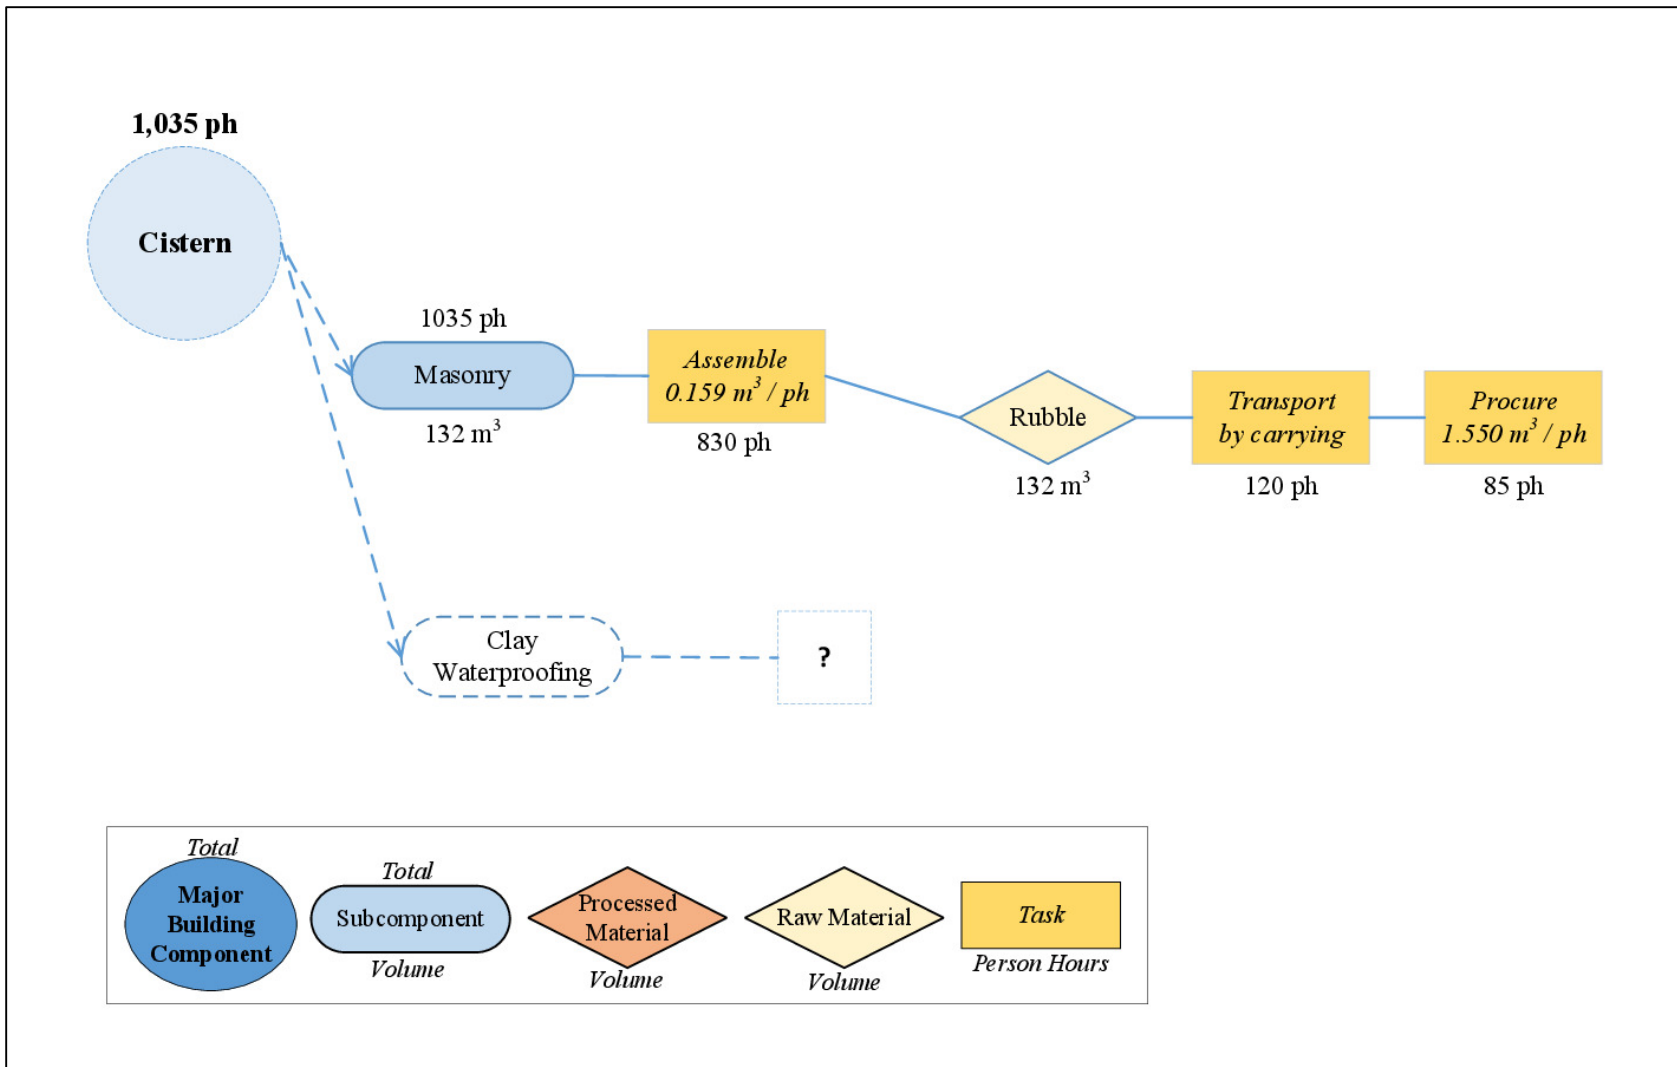 1,035 ph
Cistern
1035 ph
Masonry
132 m³
Assemble
0.159 m³ / ph
830 ph
Rubble
132 m³
Transport
by carrying
120 ph
Procure
1.550 m³ / ph
85 ph
Clay
Waterproofing
?
Total
Major
Building
Component
Total
Subcomponent
Volume
Processed
Material
Volume
Raw Material
Volume
Task
Person Hours